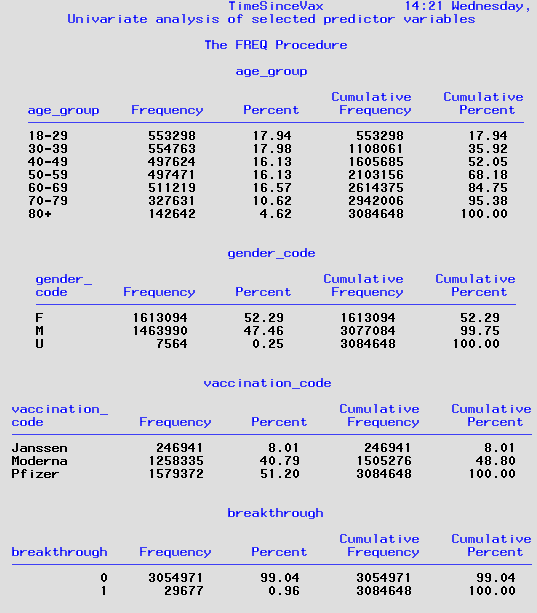 TimeSinceVax 14:21 Wednesday,
Univariate analysis of selected predictor variables
The FREQ Procedure
age_group
Cumulative Cumulative
age_group Frequency Percent Frequency Percent
18-29 553298 17.94 553298 17.94
30-39 554763 17.98 1108061 35.92
40-49 497624 16.13 1605685 52.05
50-59 497471 16.13 2103156 68.18
60-69 511219 16.57 2614375 84.75
70-79 327631 10.62 2942006 95.38
80+ 142642 4.62 3084648 100.00
gender_code
gender_ Cumulative Cumulative
code Frequency Percent Frequency Percent
F 1613094 52.29 1613094 52.29
M 1463990 47.46 3077084 99.75
U 7564 0.25 3084648 100.00
vaccination_code
vaccination_ Cumulative Cumulative
code Frequency Percent Frequency Percent
Janssen 246941 8.01 246941 8.01
Moderna 1258335 40.79 1505276 48.80
Pfizer 1579372 51.20 3084648 100.00
breakthrough
Cumulative Cumulative
breakthrough Frequency Percent Frequency Percent
0 3054971 99.04 3054971 99.04
1 29677 0.96 3084648 100.00